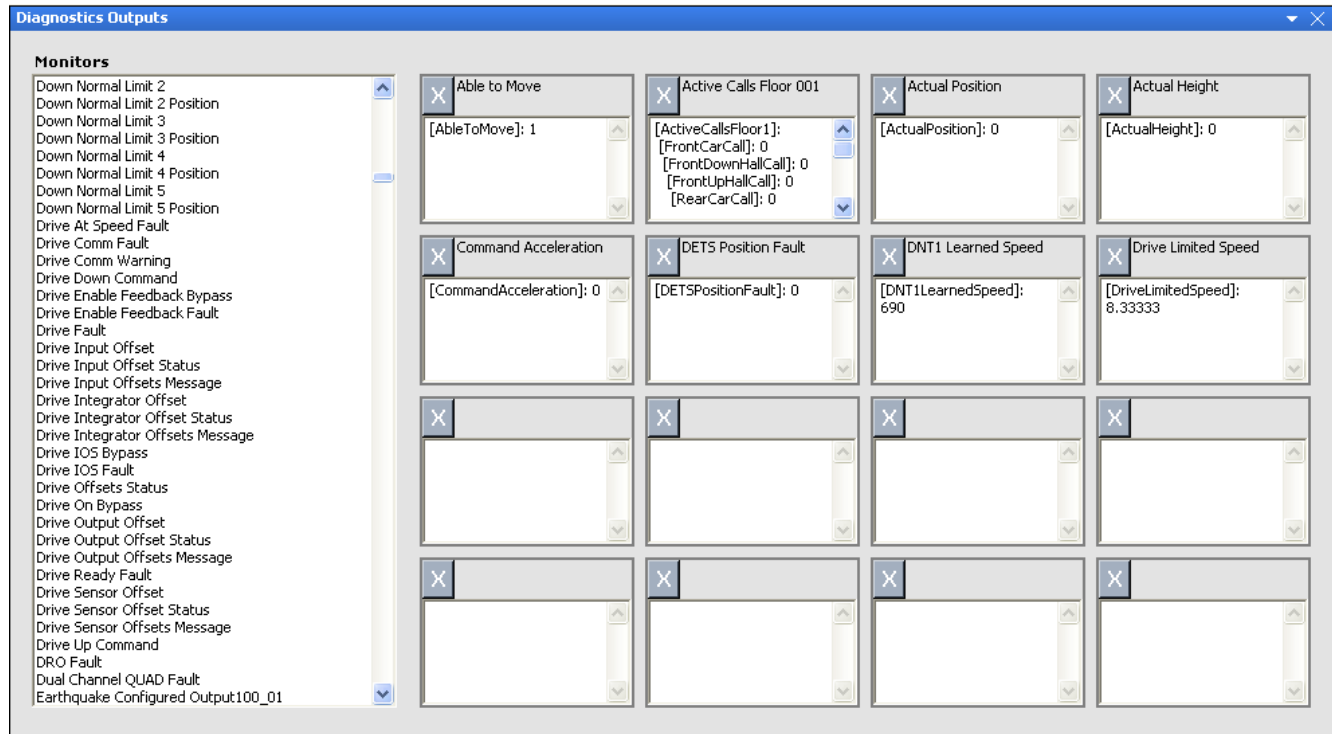 Diagnostics Outputs
Monitors
Down Normal Limit 2
Down Normal Limit 2 Position
Down Normal Limit 3
Down Normal Limit 3 Position
Down Normal Limit 4
Down Normal Limit 4 Position
Down Normal Limit 5
Down Normal Limit 5 Position
Drive At Speed Fault
Drive Comm Fault
Drive Comm Warning
Drive Down Command
Drive Enable Feedback Bypass
Drive Enable Feedback Fault
Drive Fault
Drive Input Offset
Drive Input Offset Status
Drive Input Offsets Message
Drive Integrator Offset
Drive Integrator Offset Status
Drive Integrator Offsets Message
Drive IOS Bypass
Drive IOS Fault
Drive Offsets Status
Drive On Bypass
Drive Output Offset
Drive Output Offset Status
Drive Output Offsets Message
Drive Ready Fault
Drive Sensor Offset
Drive Sensor Offset Status
Drive Sensor Offsets Message
Drive Up Command
DRO Fault
Dual Channel QUAD Fault
Earthquake Configured Output100_01
X Able to Move
[AbleToMove]: 1
X Active Calls Floor 001
[ActiveCallsFloor1]:
[FrontCarCall]: 0
[FrontDownHallCall]: 0
[FrontUpHallCall]: 0
[RearCarCall]: 0
X Actual Position
[ActualPosition]: 0
X Actual Height
[ActualHeight]: 0
X Command Acceleration
[CommandAcceleration]: 0
X DETS Position Fault
[DETSPositionFault]: 0
X DNT1 Learned Speed
[DNT1LearnedSpeed]:
690
X Drive Limited Speed
[DriveLimitedSpeed]:
8.33333
X
X
X
X
X
X
X
X